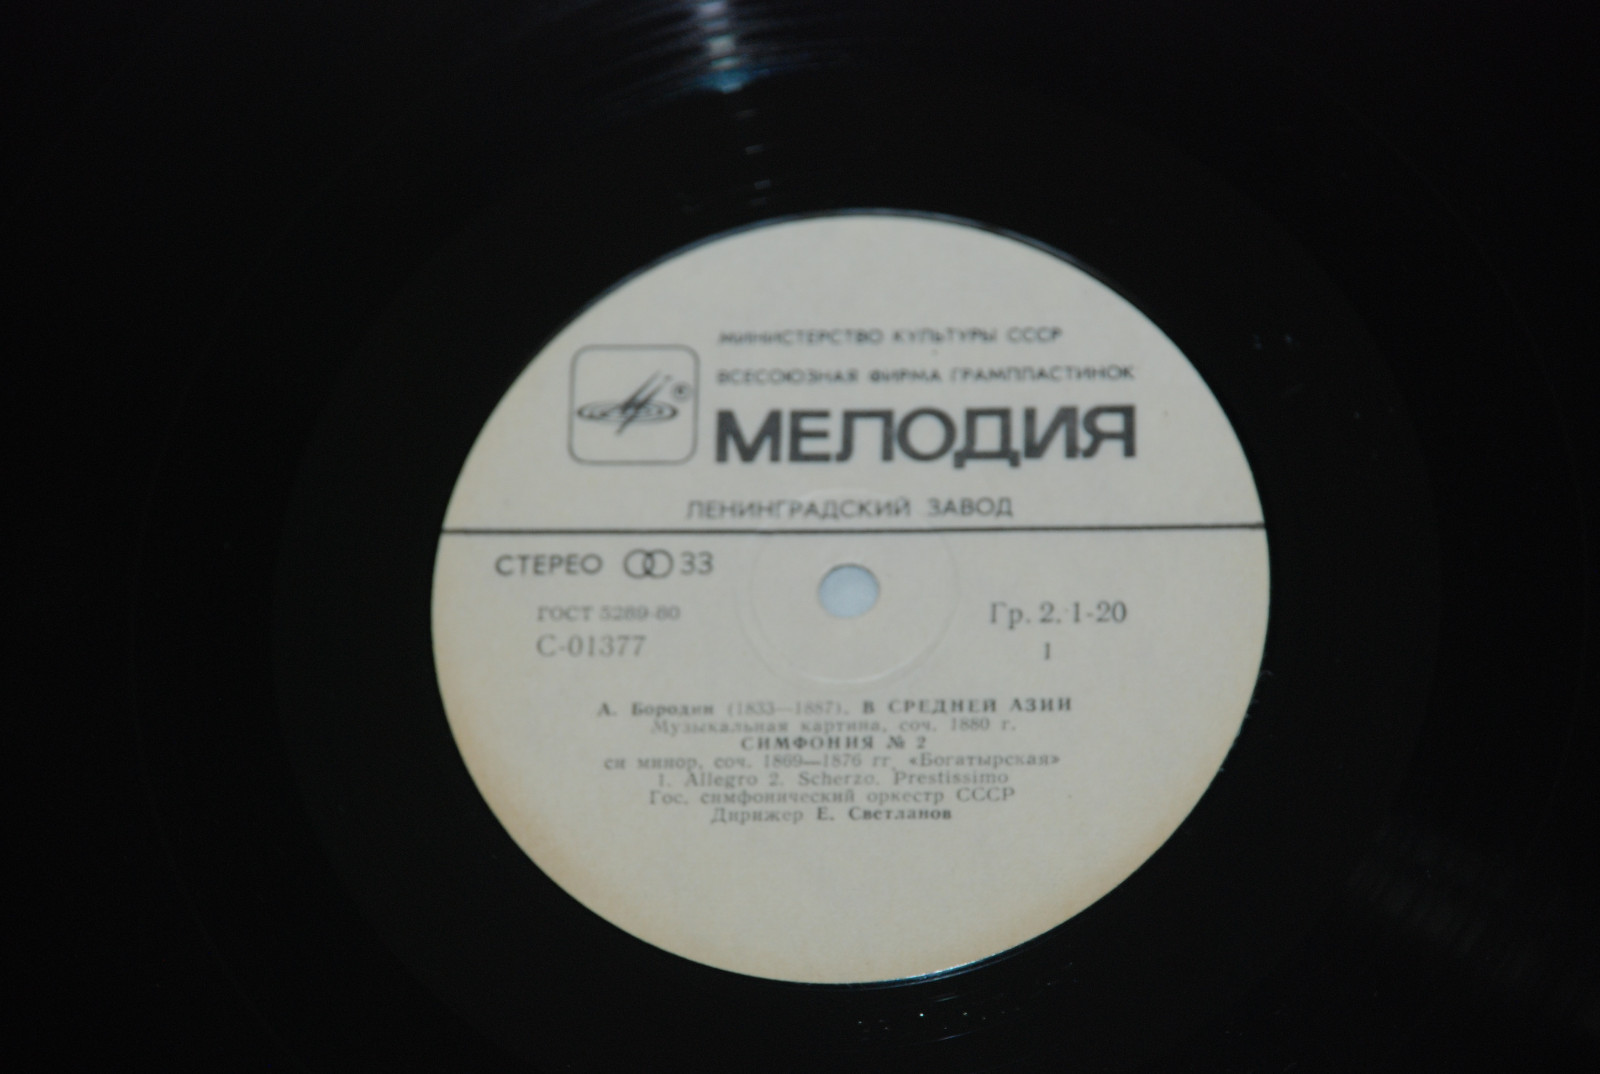 МИНИСТЕРСТВО КУЛЬТУРЫ СССР
ВСЕСОЮЗНАЯ ФИРМА ГРАМПЛАСТИНОК
МЕЛОДИЯ
ЛЕНИНГРАДСКИЙ ЗАВОД
СТЕРЕО 33
ГОСТ 5289-80
С-01377
Гр. 2. 1-20
1
А. Бородин (1833—1887). В СРЕДНЕЙ АЗИИ
Музыкальная картина, соч. 1880 г.
СИМФОНИЯ № 2
си минор, соч. 1869—1876 гг. «Богатырская»
1. Allegro 2. Scherzo. Prestissimo
Гос. симфонический оркестр СССР
Дирижер Е. Светланов